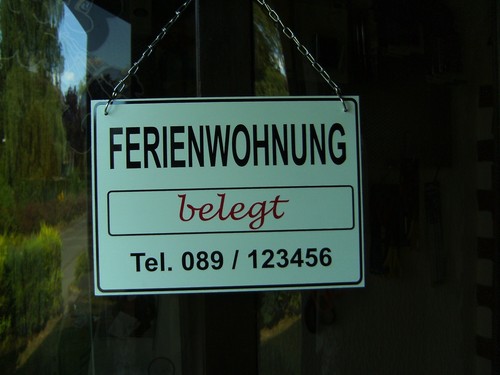 FERIENWOHNUNG
belegt
Tel. 089 / 123456